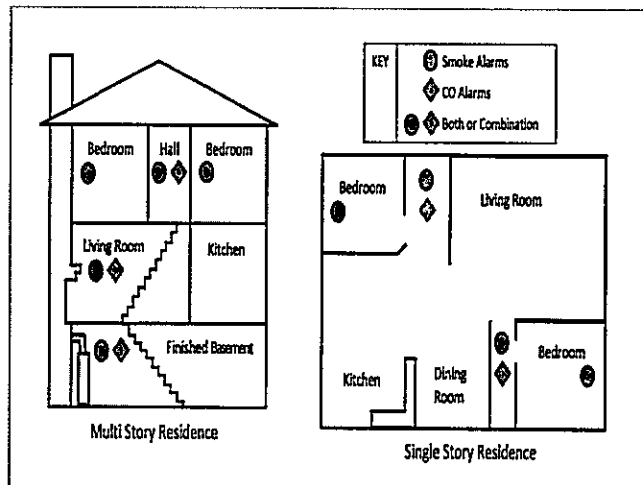 KEY
Smoke Alarms
CO Alarms
Both or Combination
Bedroom Hall Bedroom
Living Room Kitchen
Finished Basement
Multi Story Residence
Bedroom
Living Room
Kitchen
Dining
Room
Bedroom
Single Story Residence